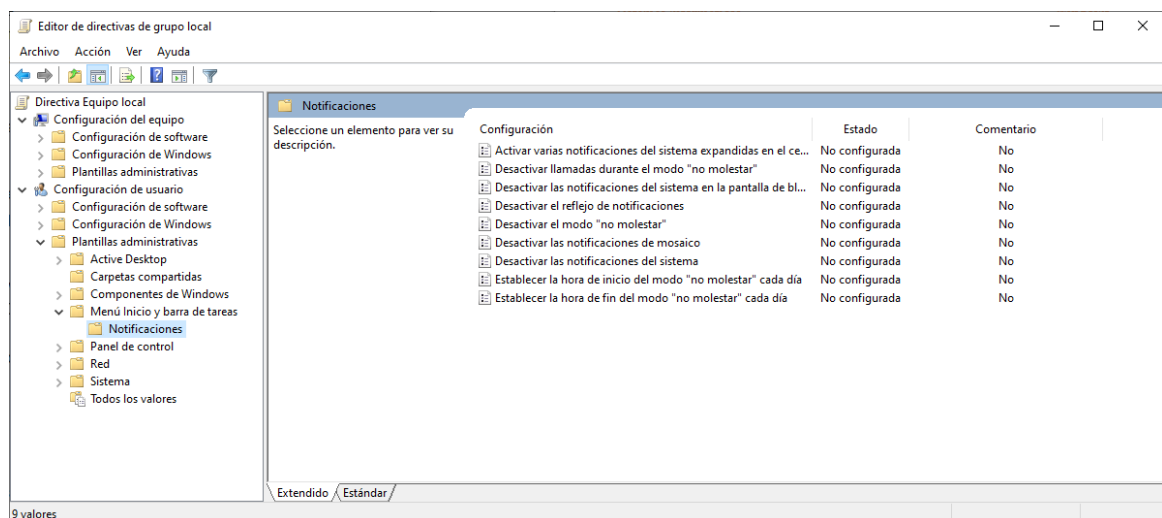 Editor de directivas de grupo local
Archivo Acción Ver Ayuda
Directiva Equipo local
Configuración del equipo
Configuración de software
Configuración de Windows
Plantillas administrativas
Configuración de usuario
Configuración de software
Configuración de Windows
Plantillas administrativas
Active Desktop
Carpetas compartidas
Componentes de Windows
Menú Inicio y barra de tareas
Notificaciones
Panel de control
Red
Sistema
Todos los valores
Notificaciones
Seleccione un elemento para ver su
descripción.
Configuración Estado Comentario
Activar varias notificaciones del sistema expandidas en el ce... No configurada No
Desactivar llamadas durante el modo "no molestar" No configurada No
Desactivar las notificaciones del sistema en la pantalla de bl... No configurada No
Desactivar el reflejo de notificaciones No configurada No
Desactivar el modo "no molestar" No configurada No
Desactivar las notificaciones de mosaico No configurada No
Desactivar las notificaciones del sistema No configurada No
Establecer la hora de inicio del modo "no molestar" cada día No configurada No
Establecer la hora de fin del modo "no molestar" cada día No configurada No
Extendido Estándar
9 valores